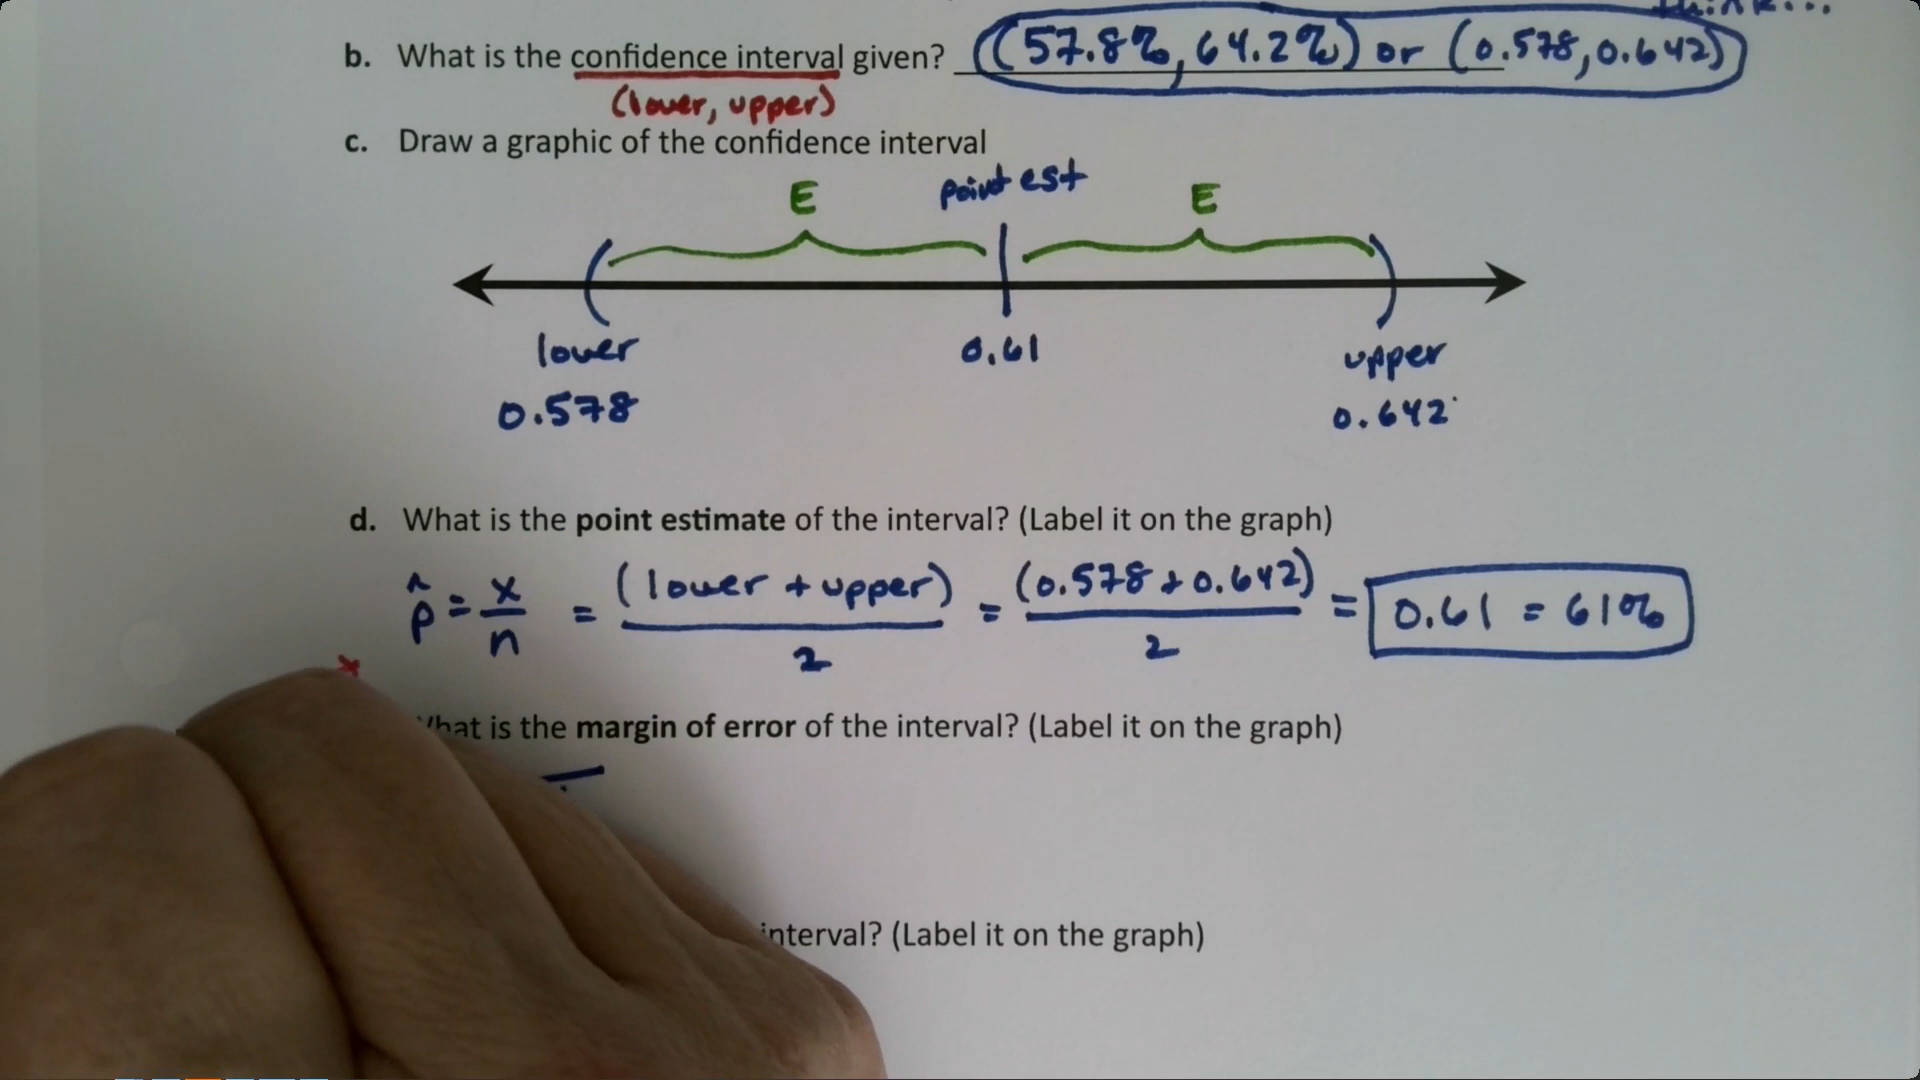 think...
b. What is the confidence interval given? ((57.8%, 64.2%) or (0.578, 0.642)
(lower, upper)
c. Draw a graphic of the confidence interval
E point est E
lower 0.61 upper
0.578 0.642
d. What is the point estimate of the interval? (Label it on the graph)
p̂ = x/n = (lower + upper)/2 = (0.578 + 0.642)/2 = 0.61 = 61%
*
What is the margin of error of the interval? (Label it on the graph)
interval? (Label it on the graph)